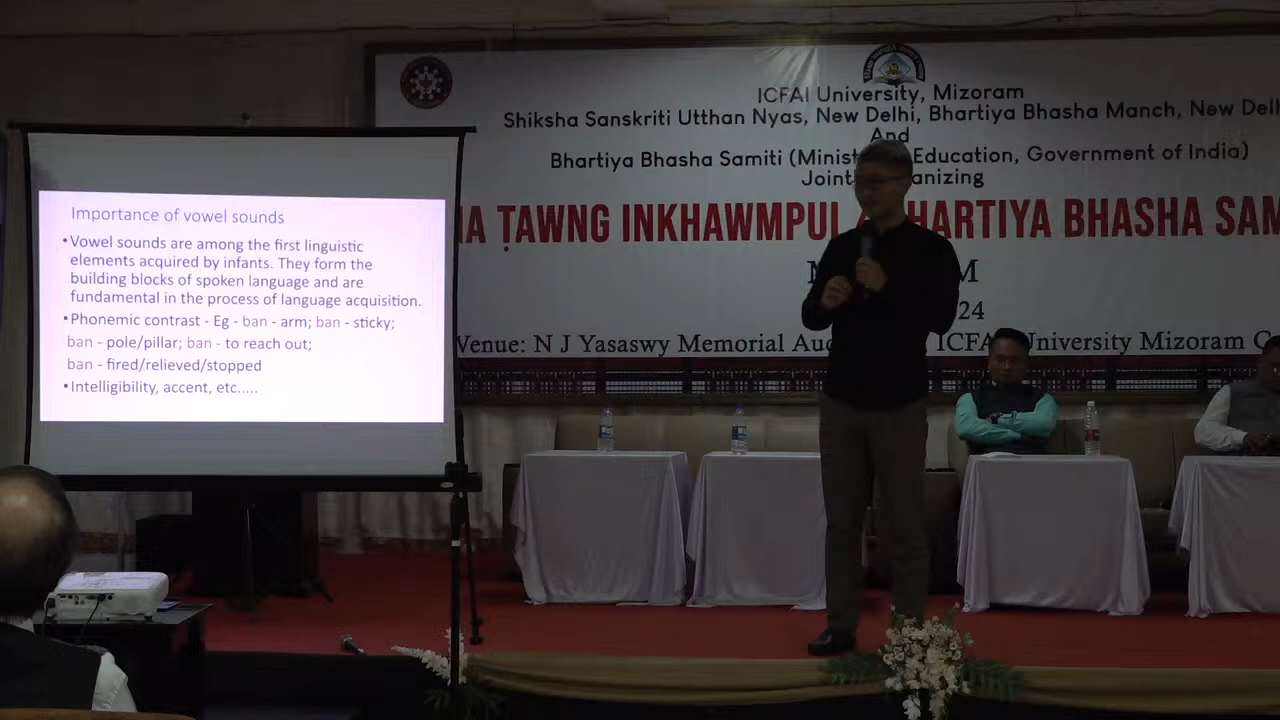 Importance of vowel sounds
•Vowel sounds are among the first linguistic
elements acquired by infants. They form the
building blocks of spoken language and are
fundamental in the process of language acquisition.
•Phonemic contrast - Eg - ban - arm; ban - sticky;
ban - pole/pillar; ban - to reach out;
ban - fired/relieved/stopped
•Intelligibility, accent, etc.....
ICFAI University, Mizoram
Shiksha Sanskriti Utthan Nyas, New Delhi, Bhartiya Bhasha Manch, New
And
Bhartiya Bhasha Samiti (Education, Government of India)
ṬAWNG INKHAWMPUL BHASHA
24
Venue: N J Yasaswy Memorial ICFAI University Mizoram